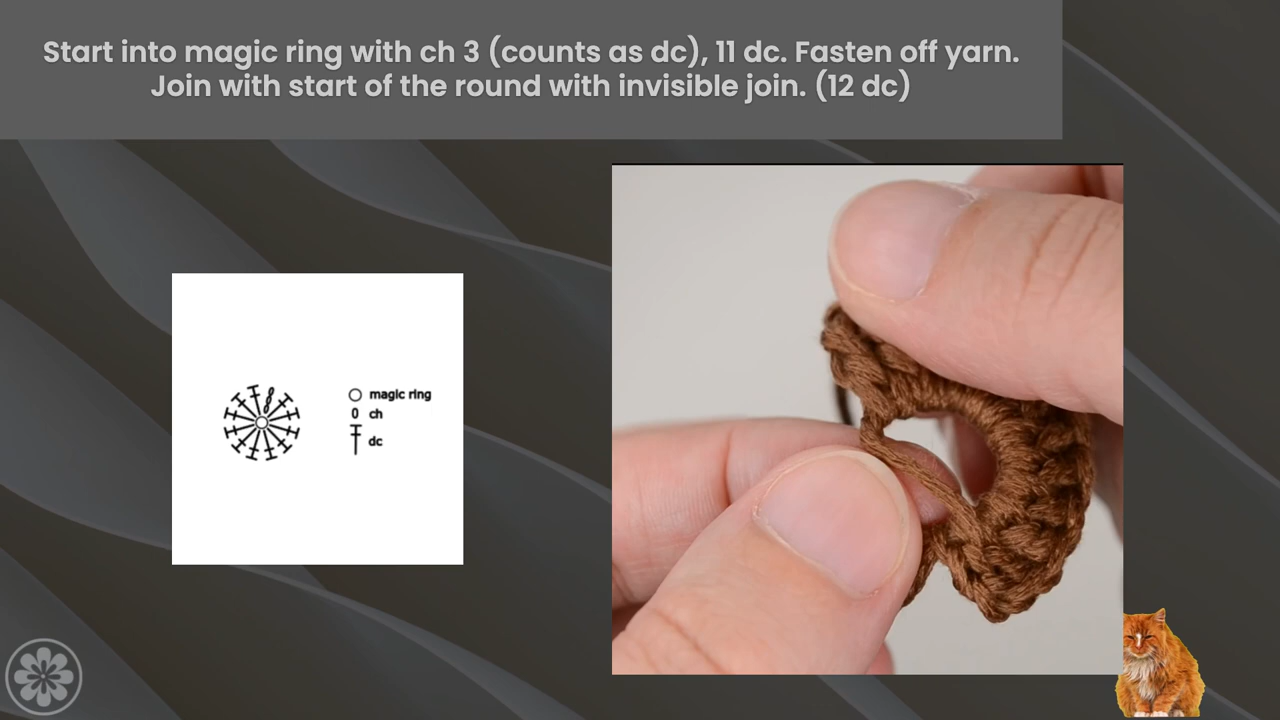 Start into magic ring with ch 3 (counts as dc), 11 dc. Fasten off yarn.
Join with start of the round with invisible join. (12 dc)
magic ring
ch
dc